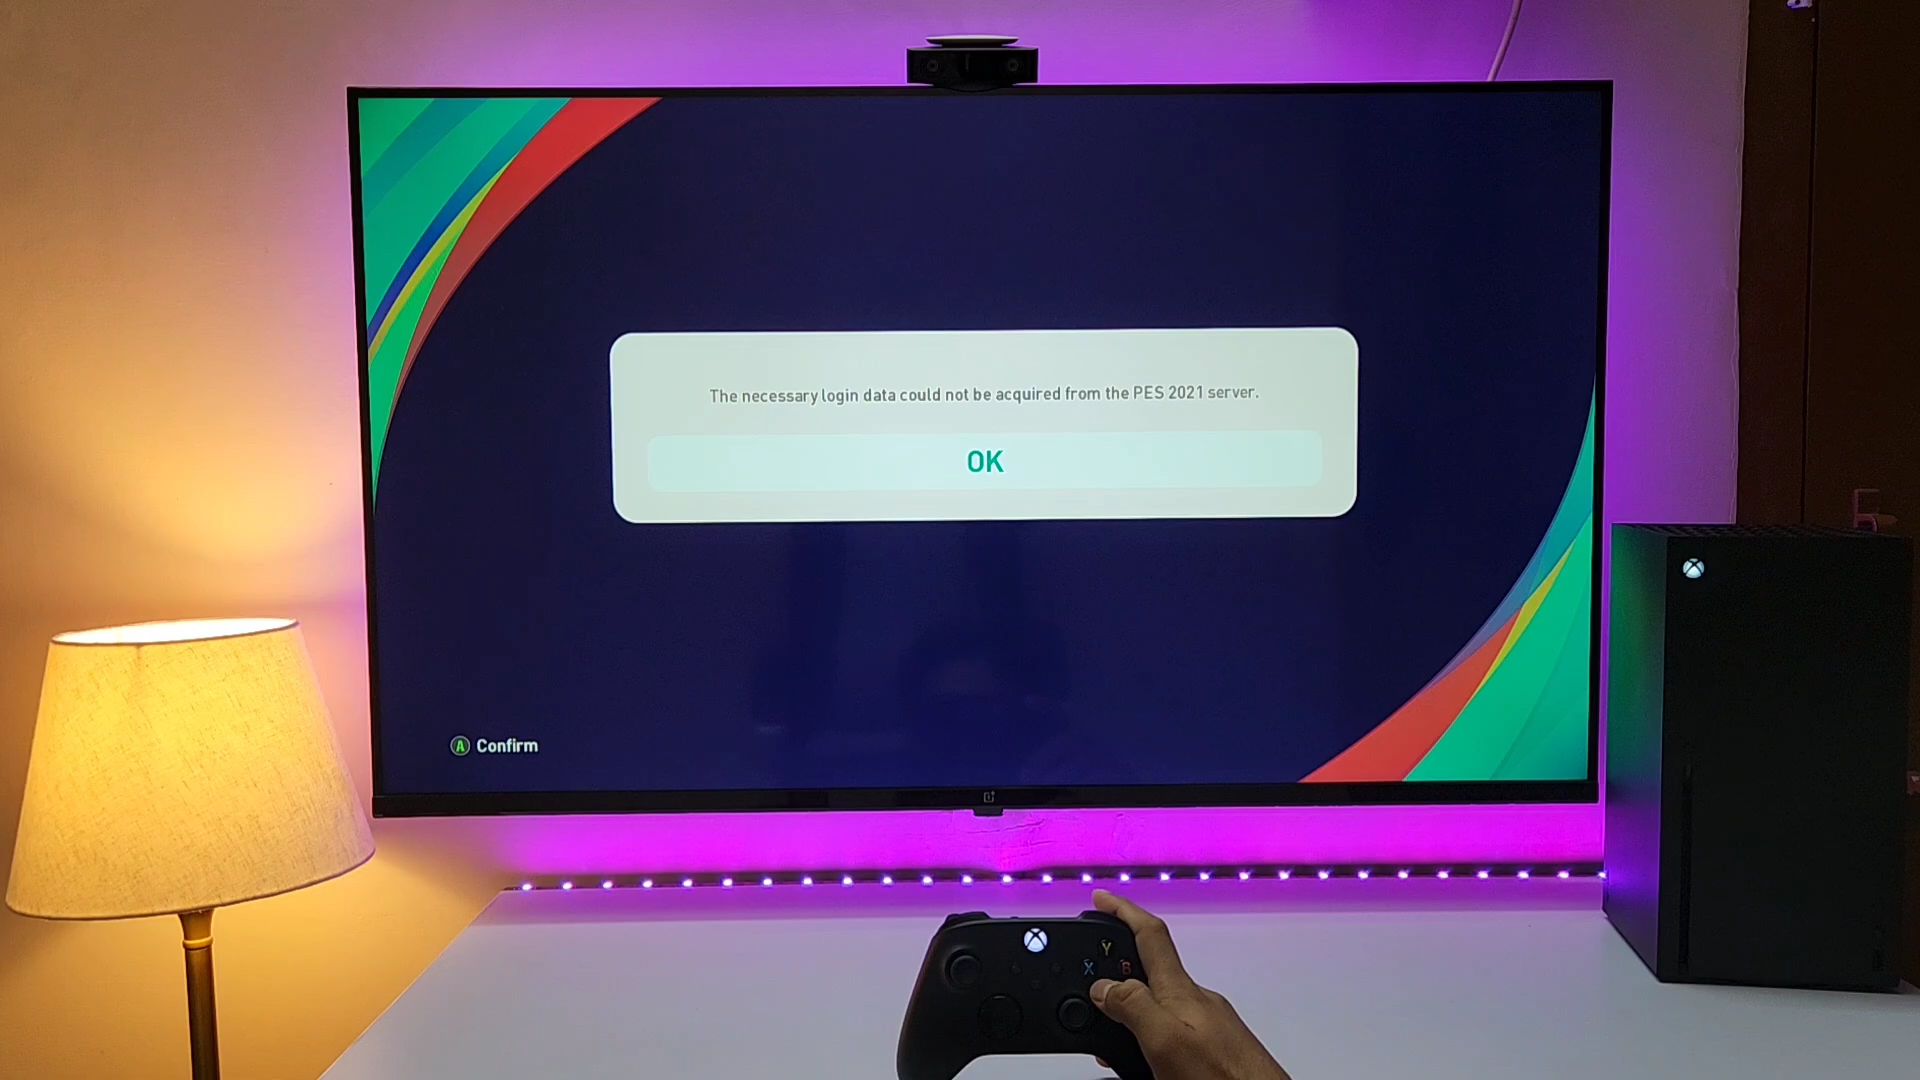 The necessary login data could not be acquired from the PES 2021 server.
OK
A Confirm
Y
X
B